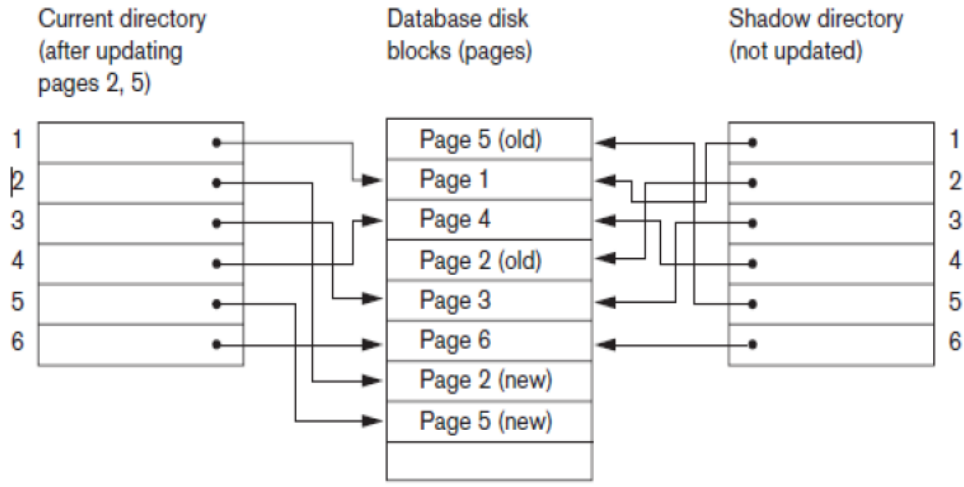 Current directory
(after updating
pages 2, 5)
Database disk
blocks (pages)
Shadow directory
(not updated)
1
2
3
4
5
6
Page 5 (old)
Page 1
Page 4
Page 2 (old)
Page 3
Page 6
Page 2 (new)
Page 5 (new)
1
2
3
4
5
6